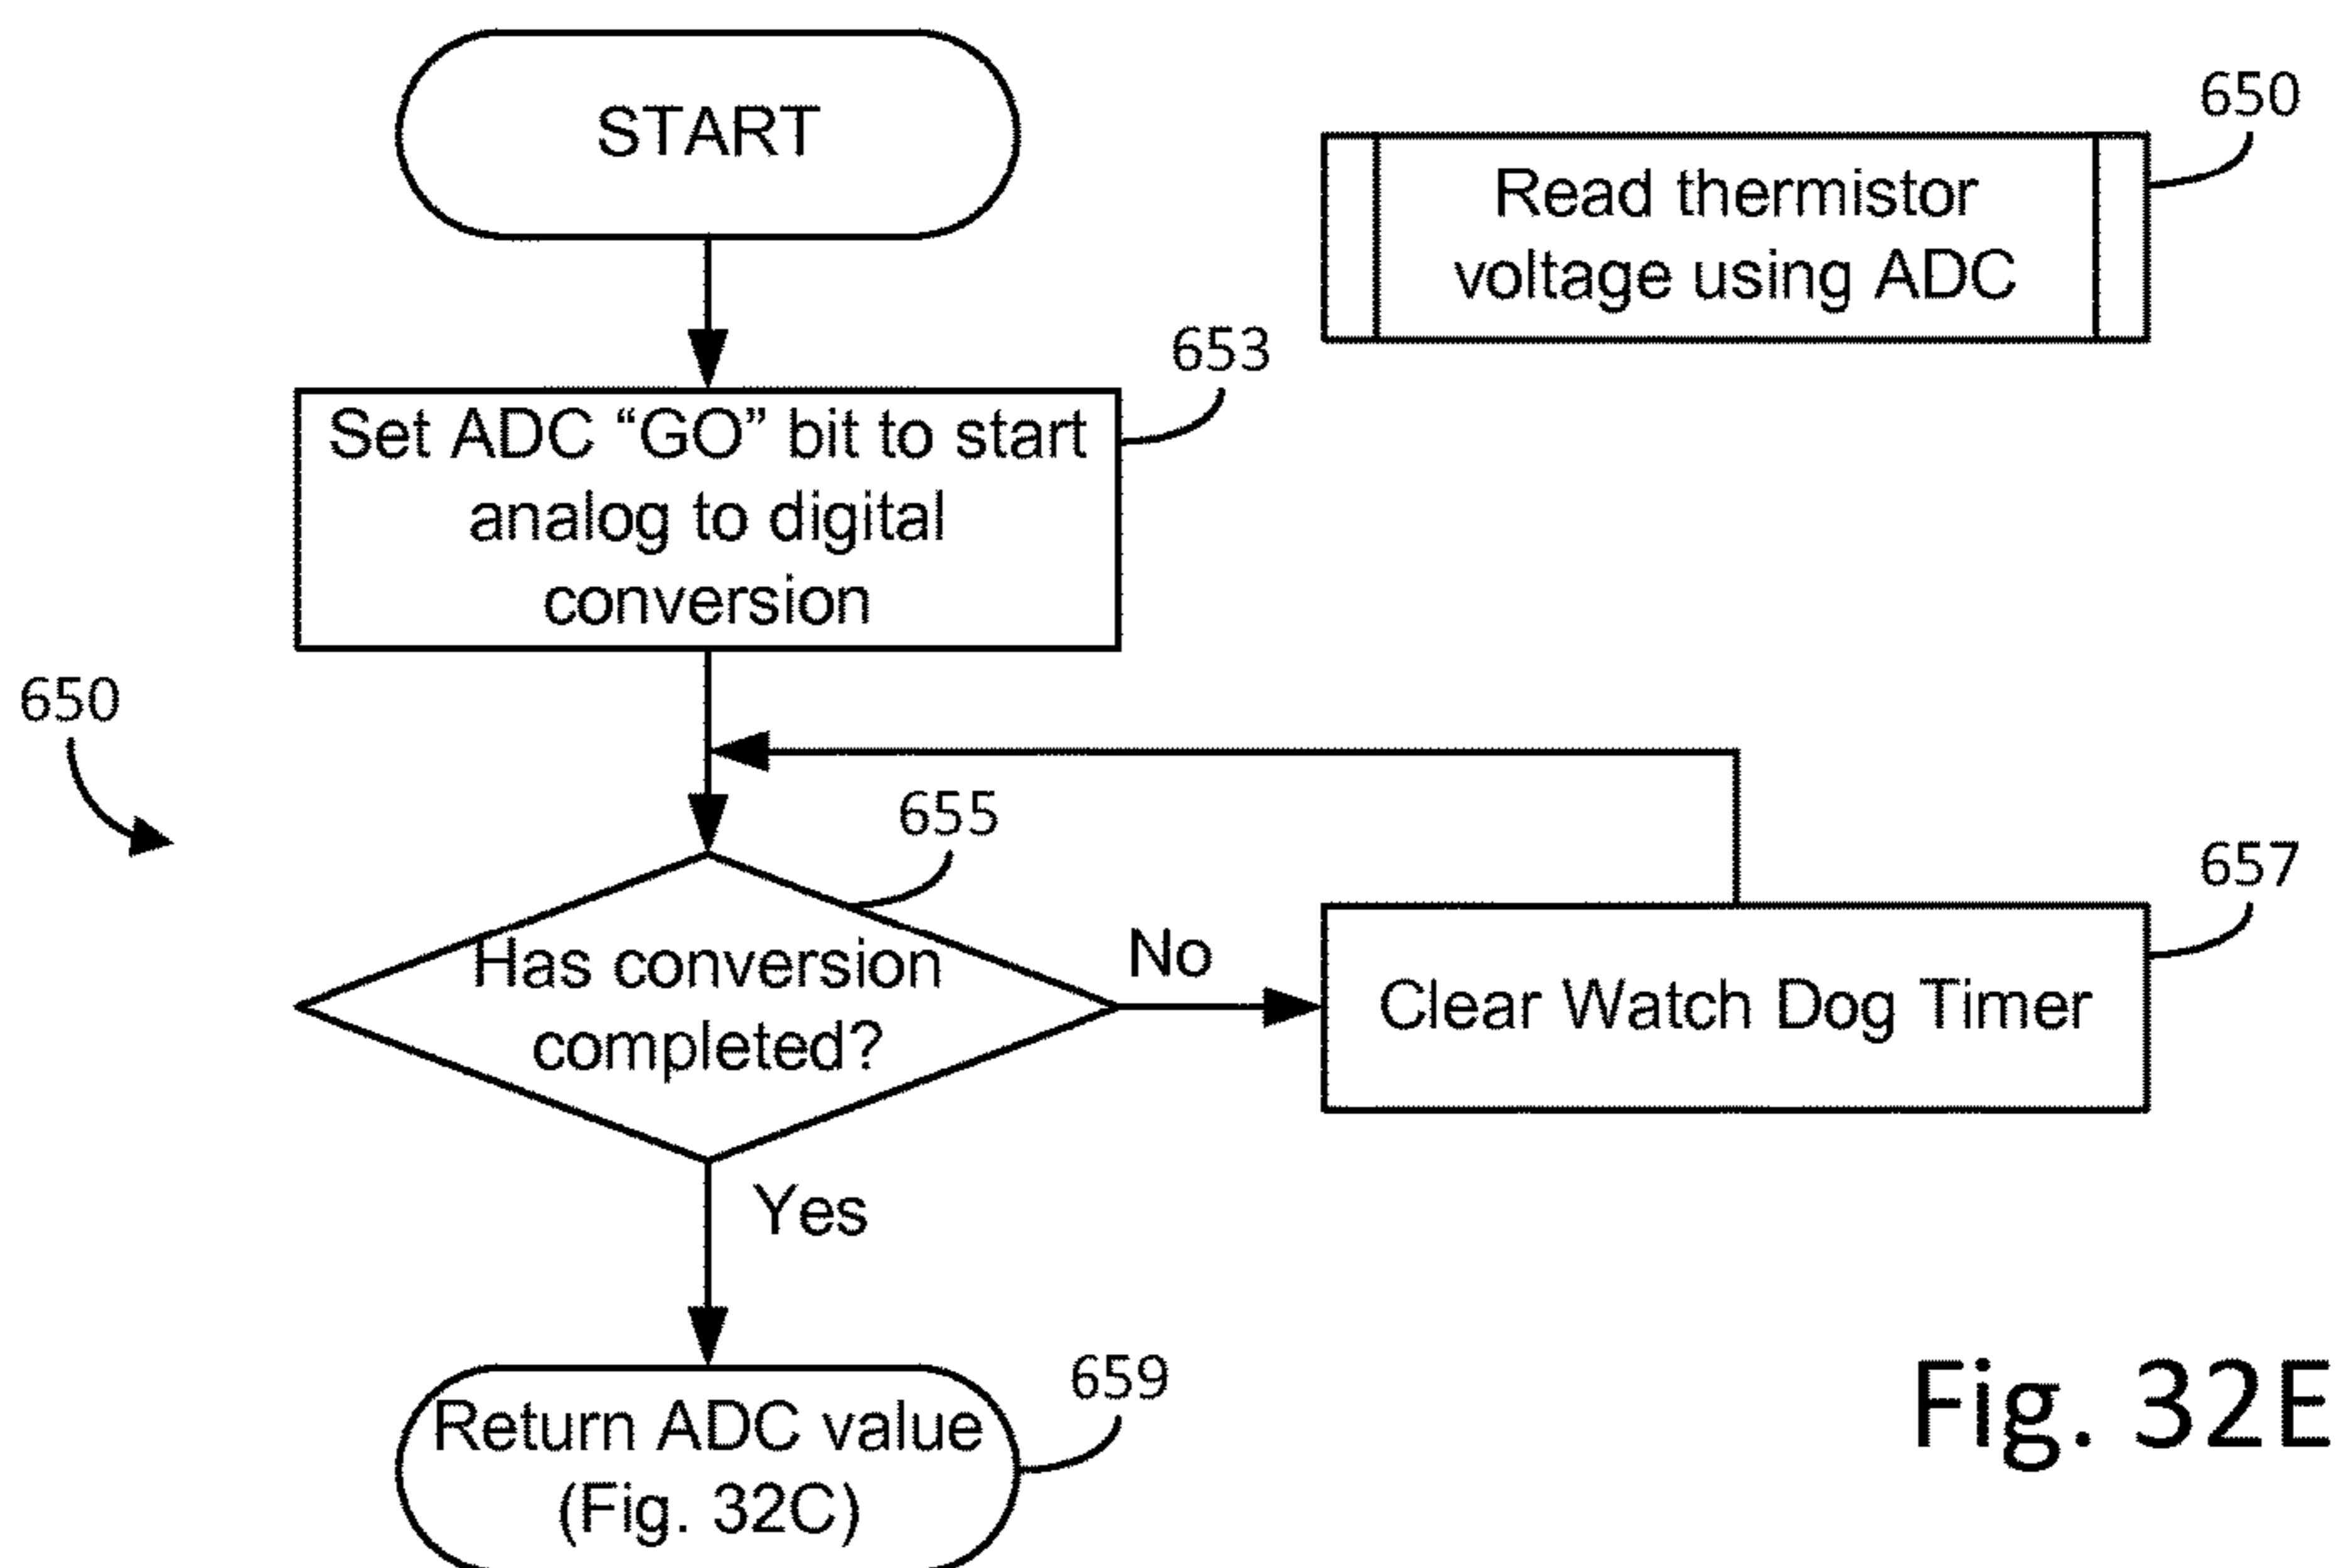 START
650
Read thermistor
voltage using ADC
653
Set ADC “GO” bit to start
analog to digital
conversion
650
655
Has conversion
completed?
No
657
Clear Watch Dog Timer
Yes
659
Return ADC value
(Fig. 32C)
Fig. 32E